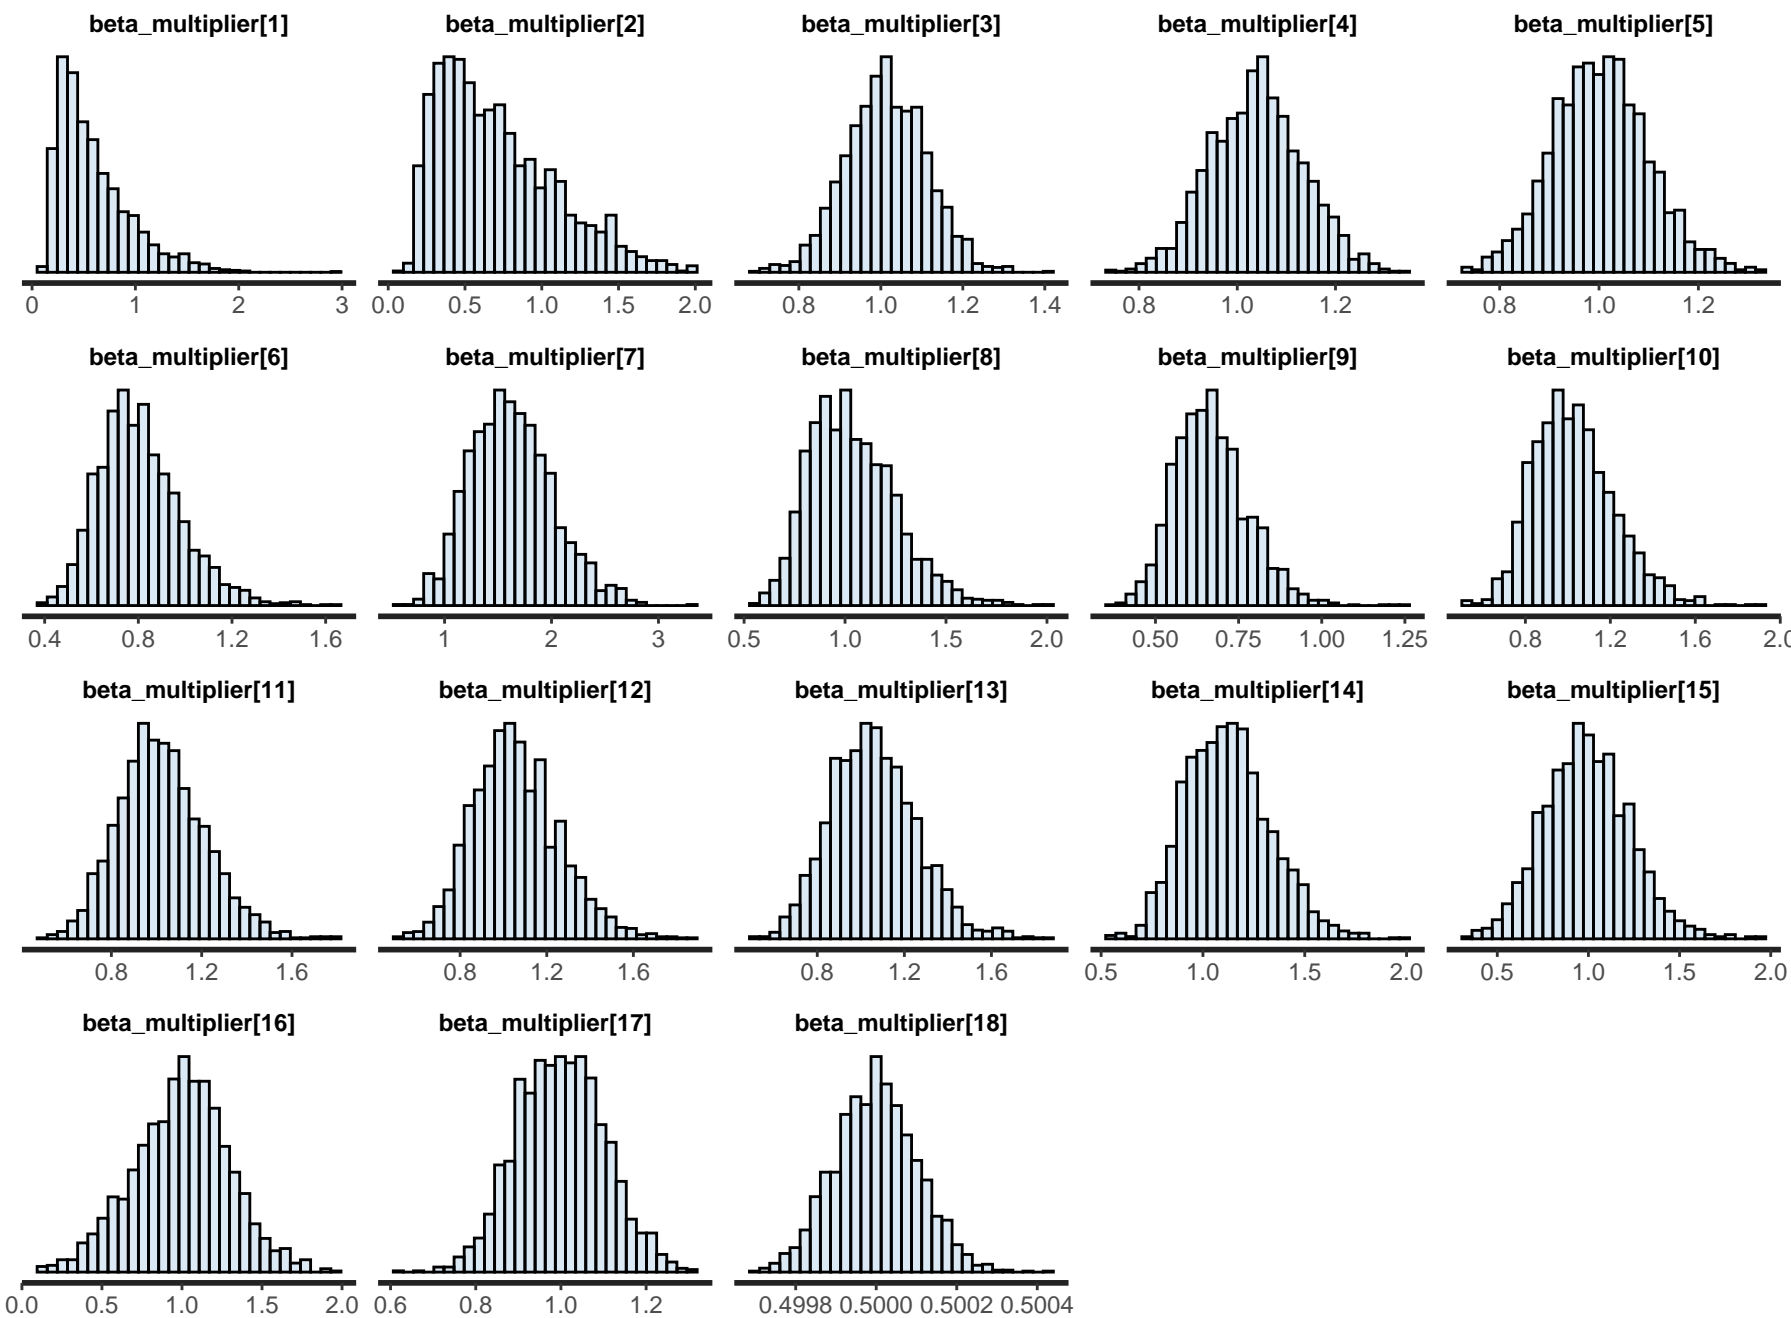 beta_multiplier[1] beta_multiplier[2] beta_multiplier[3] beta_multiplier[4] beta_multiplier[5]
0 1 2 3 0.0 0.5 1.0 1.5 2.0 0.8 1.0 1.2 1.4 0.8 1.0 1.2 0.8 1.0 1.2
beta_multiplier[6] beta_multiplier[7] beta_multiplier[8] beta_multiplier[9] beta_multiplier[10]
0.4 0.8 1.2 1.6 1 2 3 0.5 1.0 1.5 2.0 0.50 0.75 1.00 1.25 0.8 1.2 1.6 2.0
beta_multiplier[11] beta_multiplier[12] beta_multiplier[13] beta_multiplier[14] beta_multiplier[15]
0.8 1.2 1.6 0.8 1.2 1.6 0.8 1.2 1.6 0.5 1.0 1.5 2.0 0.5 1.0 1.5 2.0
beta_multiplier[16] beta_multiplier[17] beta_multiplier[18]
0.0 0.5 1.0 1.5 2.0 0.6 0.8 1.0 1.2 0.4998 0.5000 0.5002 0.5004